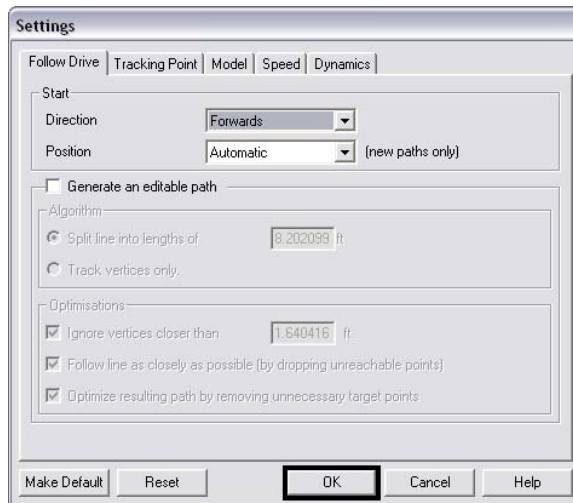 Settings
Follow Drive Tracking Point Model Speed Dynamics
Start
Direction Forwards
Position Automatic (new paths only)
Generate an editable path
Algorithm
Split line into lengths of 8.202099 ft
Track vertices only.
Optimisations
Ignore vertices closer than 1.640416 ft
Follow line as closely as possible (by dropping unreachable points)
Optimize resulting path by removing unnecessary target points
Make Default Reset OK Cancel Help